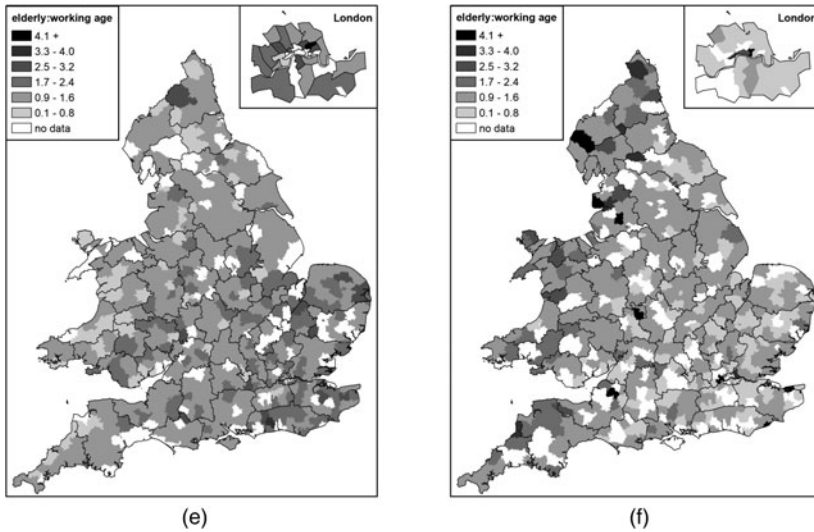 elderly:working age
4.1 +
3.3 - 4.0
2.5 - 3.2
1.7 - 2.4
0.9 - 1.6
0.1 - 0.8
no data
London
(e)
elderly:working age
4.1 +
3.3 - 4.0
2.5 - 3.2
1.7 - 2.4
0.9 - 1.6
0.1 - 0.8
no data
London
(f)